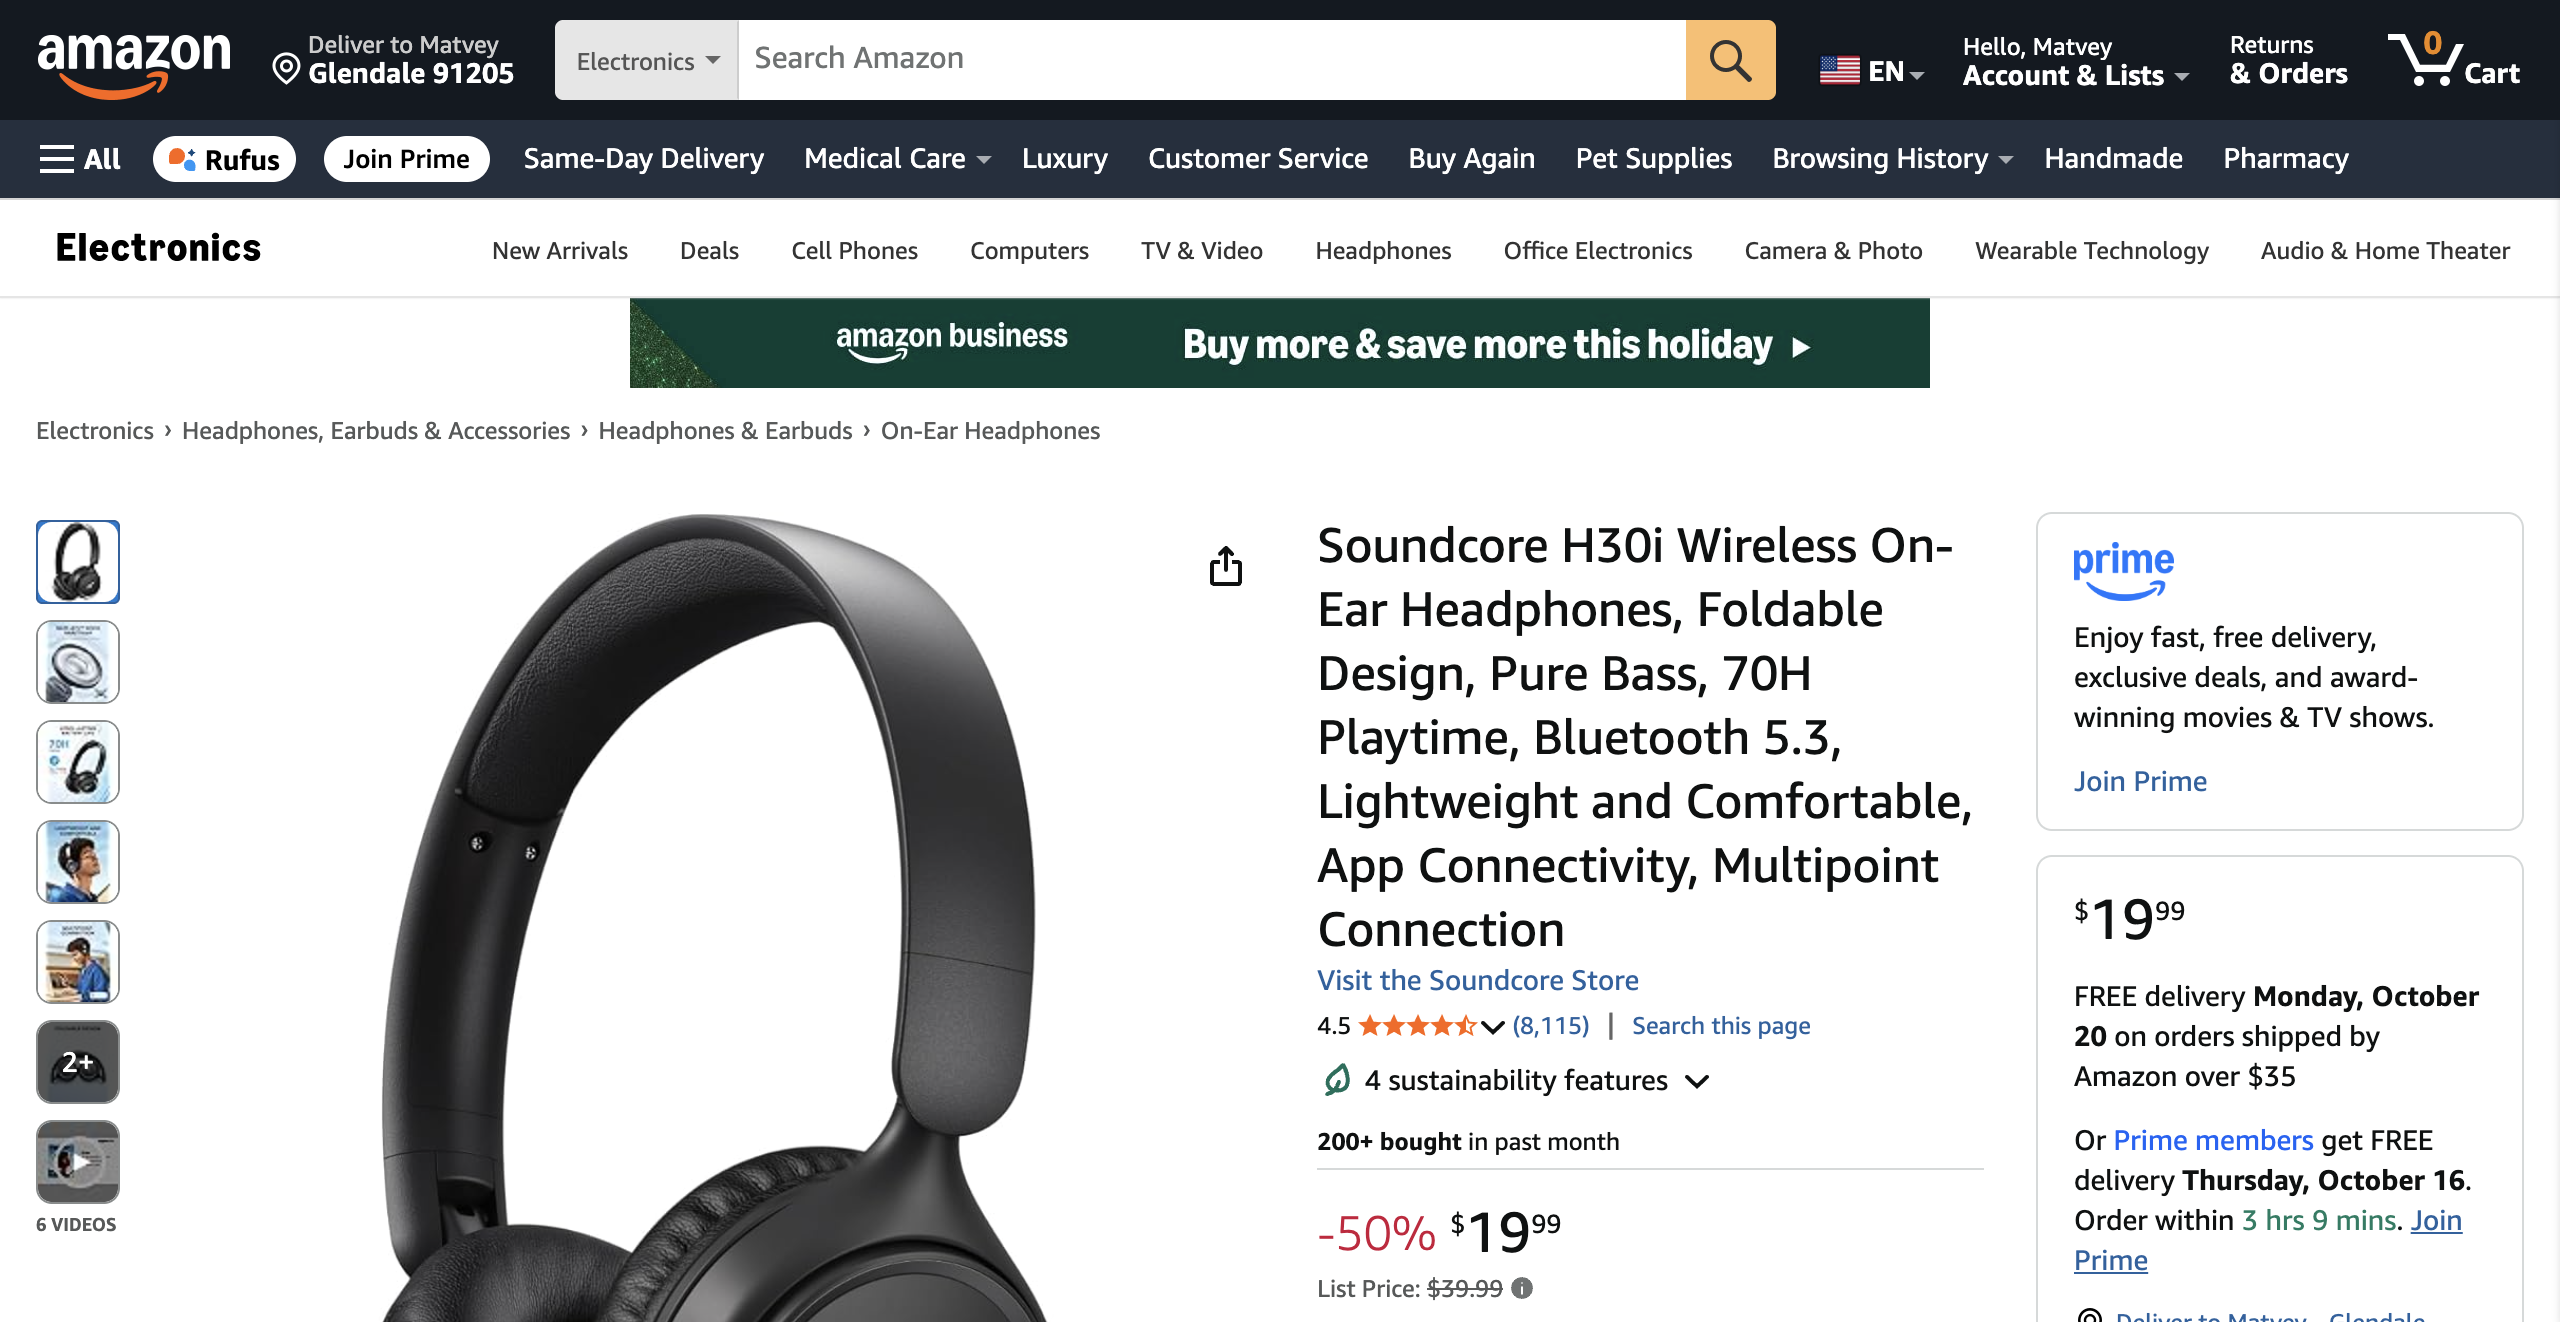 amazon
Deliver to Matvey
Glendale 91205
Electronics
Search Amazon
EN
Hello, Matvey
Account & Lists
Returns
& Orders
0
Cart
All
Rufus
Join Prime
Same-Day Delivery
Medical Care
Luxury
Customer Service
Buy Again
Pet Supplies
Browsing History
Handmade
Pharmacy
Electronics
New Arrivals
Deals
Cell Phones
Computers
TV & Video
Headphones
Office Electronics
Camera & Photo
Wearable Technology
Audio & Home Theater
amazon business
Buy more & save more this holiday
Electronics › Headphones, Earbuds & Accessories › Headphones & Earbuds › On-Ear Headphones
70H
2+
6 VIDEOS
Soundcore H30i Wireless On-
Ear Headphones, Foldable
Design, Pure Bass, 70H
Playtime, Bluetooth 5.3,
Lightweight and Comfortable,
App Connectivity, Multipoint
Connection
Visit the Soundcore Store
4.5 (8,115) | Search this page
4 sustainability features
200+ bought in past month
-50% $19 99
List Price: $39.99
prime
Enjoy fast, free delivery,
exclusive deals, and award-
winning movies & TV shows.
Join Prime
$19 99
FREE delivery Monday, October
20 on orders shipped by
Amazon over $35
Or Prime members get FREE
delivery Thursday, October 16.
Order within 3 hrs 9 mins. Join
Prime
Deliver to Matvey - Glendale